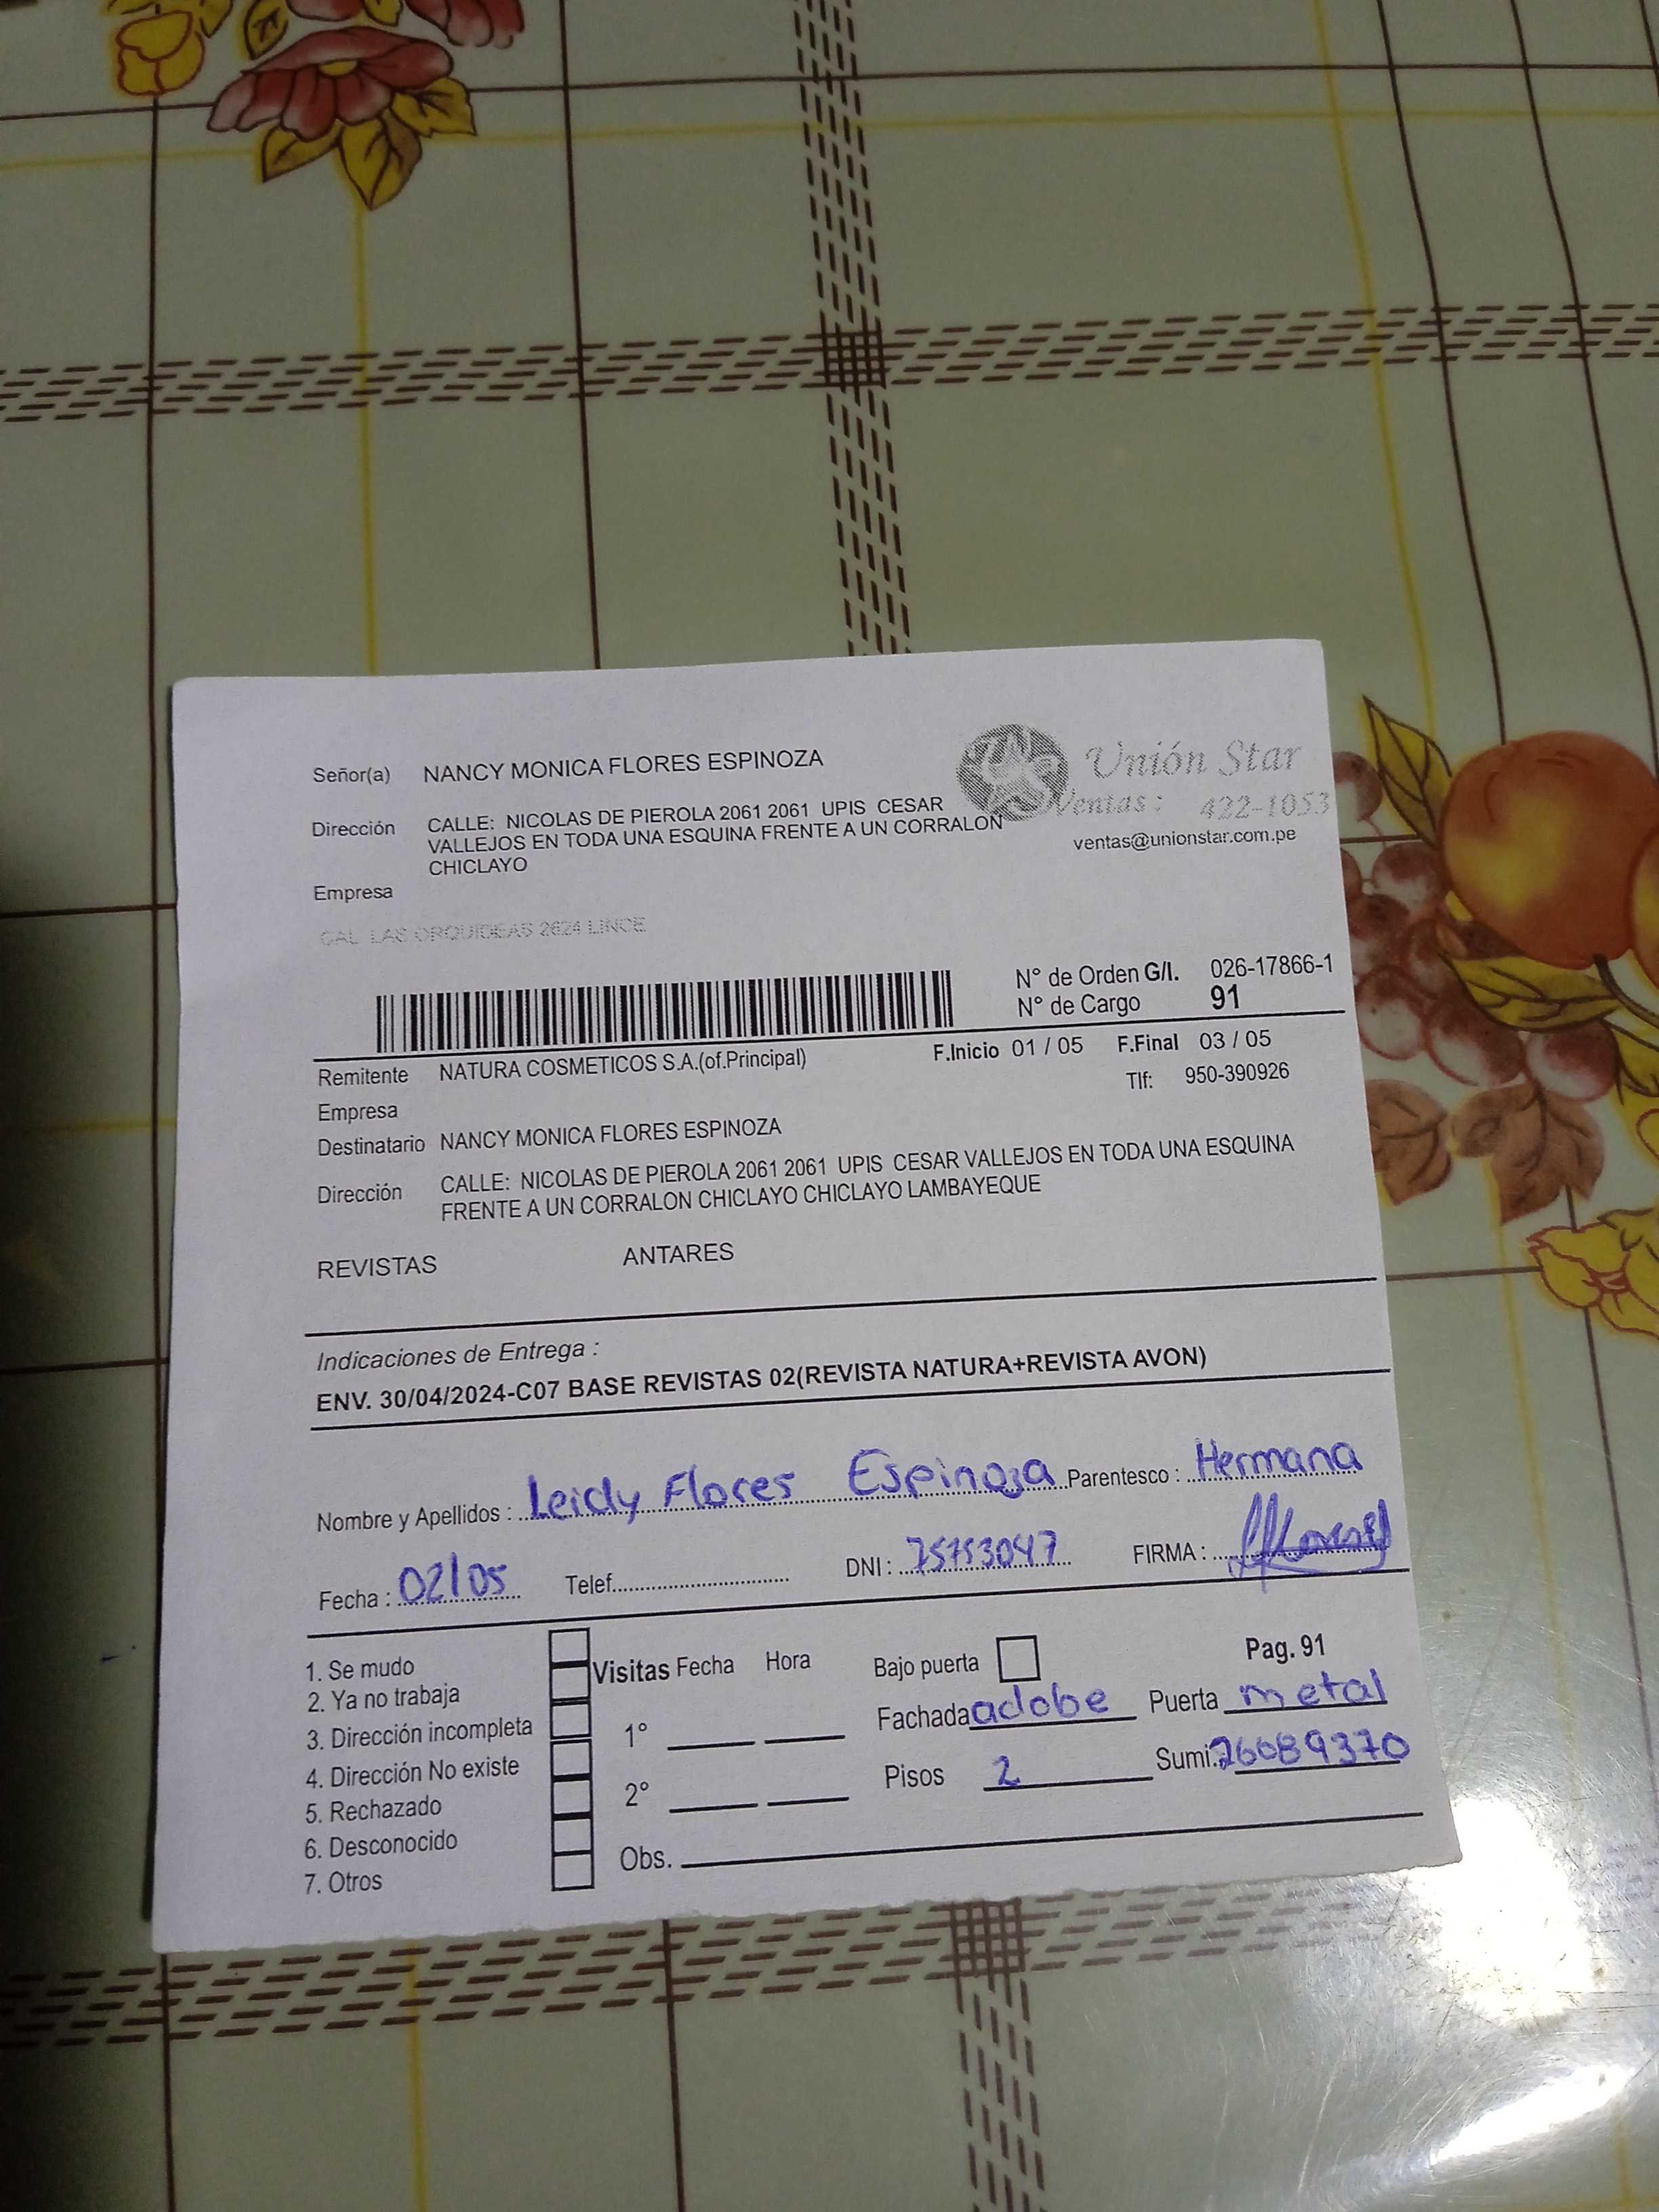 Señor(a) NANCY MONICA FLORES ESPINOZA
Unión Star
Ventas: 422-1053
ventas@unionstar.com.pe
Dirección CALLE: NICOLAS DE PIEROLA 2061 2061 UPIS CESAR
VALLEJOS EN TODA UNA ESQUINA FRENTE A UN CORRALON
CHICLAYO
Empresa
CAL LAS ORQUIDEAS 2624 LINCE
N° de Orden G/I. 026-17866-1
N° de Cargo 91
Remitente NATURA COSMETICOS S.A.(of.Principal) F.Inicio 01 / 05 F.Final 03 / 05
Tlf: 950-390926
Empresa
Destinatario NANCY MONICA FLORES ESPINOZA
Dirección CALLE: NICOLAS DE PIEROLA 2061 2061 UPIS CESAR VALLEJOS EN TODA UNA ESQUINA
FRENTE A UN CORRALON CHICLAYO CHICLAYO LAMBAYEQUE
REVISTAS ANTARES
Indicaciones de Entrega :
ENV. 30/04/2024-C07 BASE REVISTAS 02(REVISTA NATURA+REVISTA AVON)
Nombre y Apellidos : Leidy Flores Espinoza Parentesco : Hermana
Fecha : 02/05 Telef. DNI : 75753047 FIRMA :
1. Se mudo
2. Ya no trabaja
3. Dirección incompleta
4. Dirección No existe
5. Rechazado
6. Desconocido
7. Otros
Visitas Fecha Hora
1°
2°
Obs.
Bajo puerta Pag. 91
Fachada adobe Puerta metal
Pisos 2 Sumi. 26089370